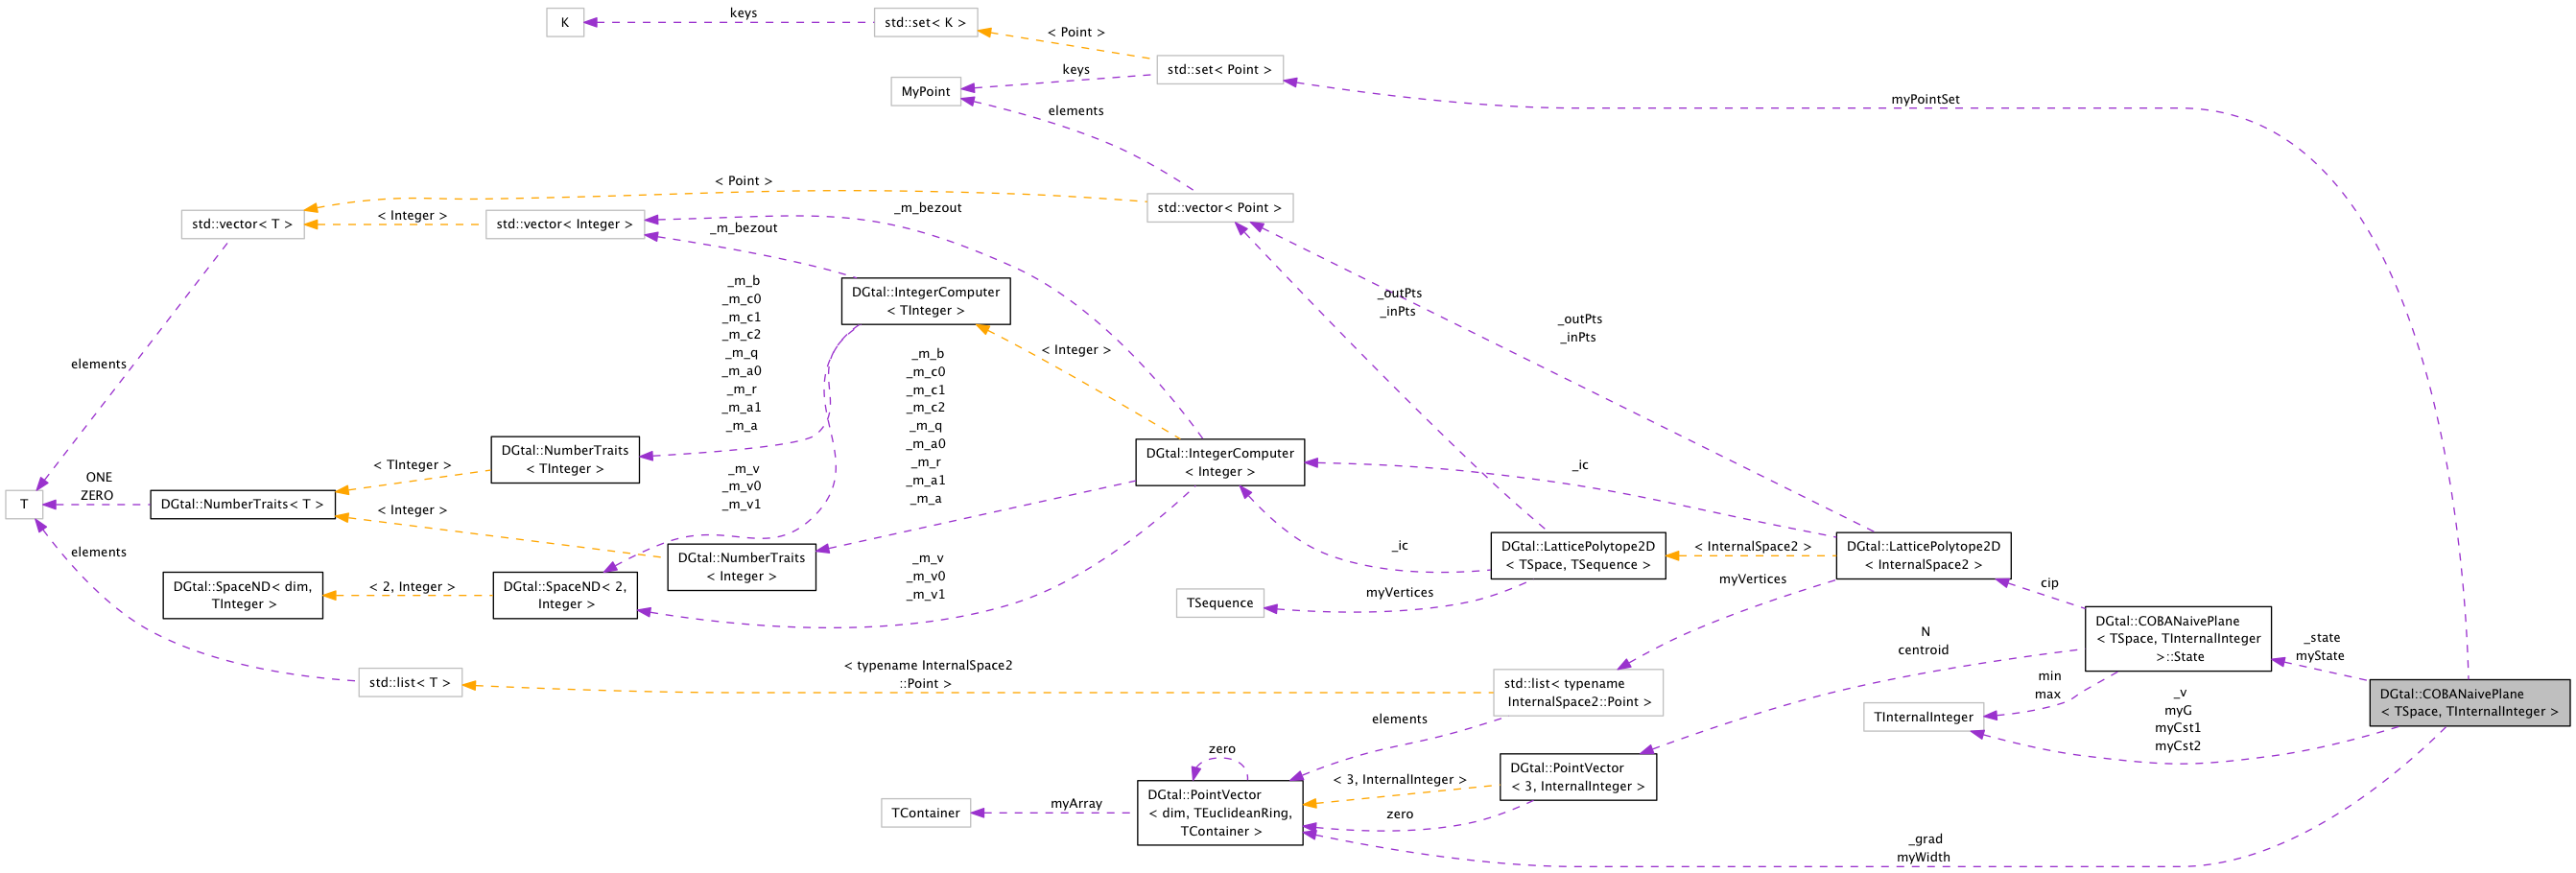 K
keys
std::set< K >
< Point >
std::set< Point >
keys
MyPoint
elements
myPointSet
< Point >
std::vector< T >
< Integer >
std::vector< Integer >
_m_bezout
_m_bezout
std::vector< Point >
DGtal::IntegerComputer
< TInteger >
_m_b
_m_c0
_m_c1
_m_c2
_m_q
_m_a0
_m_r
_m_a1
_m_a
< Integer >
_outPts
_inPts
_outPts
_inPts
elements
_m_b
_m_c0
_m_c1
_m_c2
_m_q
_m_a0
_m_r
_m_a1
_m_a
DGtal::NumberTraits
< TInteger >
< TInteger >
DGtal::IntegerComputer
< Integer >
_ic
_m_v
_m_v0
_m_v1
T
ONE
ZERO
DGtal::NumberTraits< T >
< Integer >
DGtal::NumberTraits
< Integer >
_ic
DGtal::LatticePolytope2D
< TSpace, TSequence >
< InternalSpace2 >
DGtal::LatticePolytope2D
< InternalSpace2 >
elements
DGtal::SpaceND< dim,
TInteger >
< 2, Integer >
DGtal::SpaceND< 2,
Integer >
_m_v
_m_v0
_m_v1
TSequence
myVertices
myVertices
cip
DGtal::COBANaivePlane
< TSpace, TInternalInteger
>::State
_state
myState
N
centroid
std::list< T >
< typename InternalSpace2
::Point >
std::list< typename
InternalSpace2::Point >
min
max
TInternalInteger
_v
myG
myCst1
myCst2
DGtal::COBANaivePlane
< TSpace, TInternalInteger >
elements
zero
DGtal::PointVector
< 3, InternalInteger >
< 3, InternalInteger >
TContainer
myArray
DGtal::PointVector
< dim, TEuclideanRing,
TContainer >
zero
_grad
myWidth